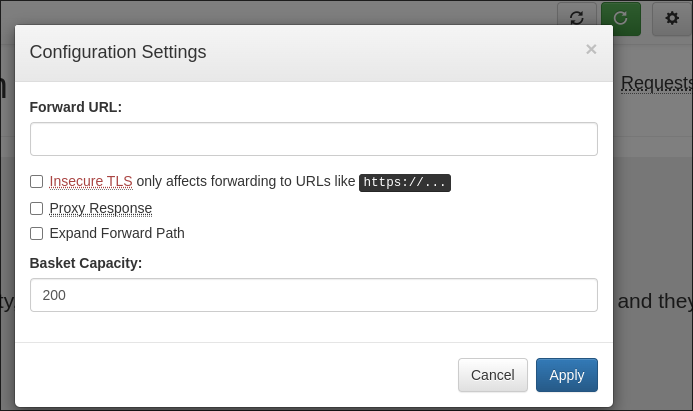 Configuration Settings
×
Requests
Forward URL:
Insecure TLS only affects forwarding to URLs like https://...
Proxy Response
Expand Forward Path
Basket Capacity:
200
and they
Cancel
Apply